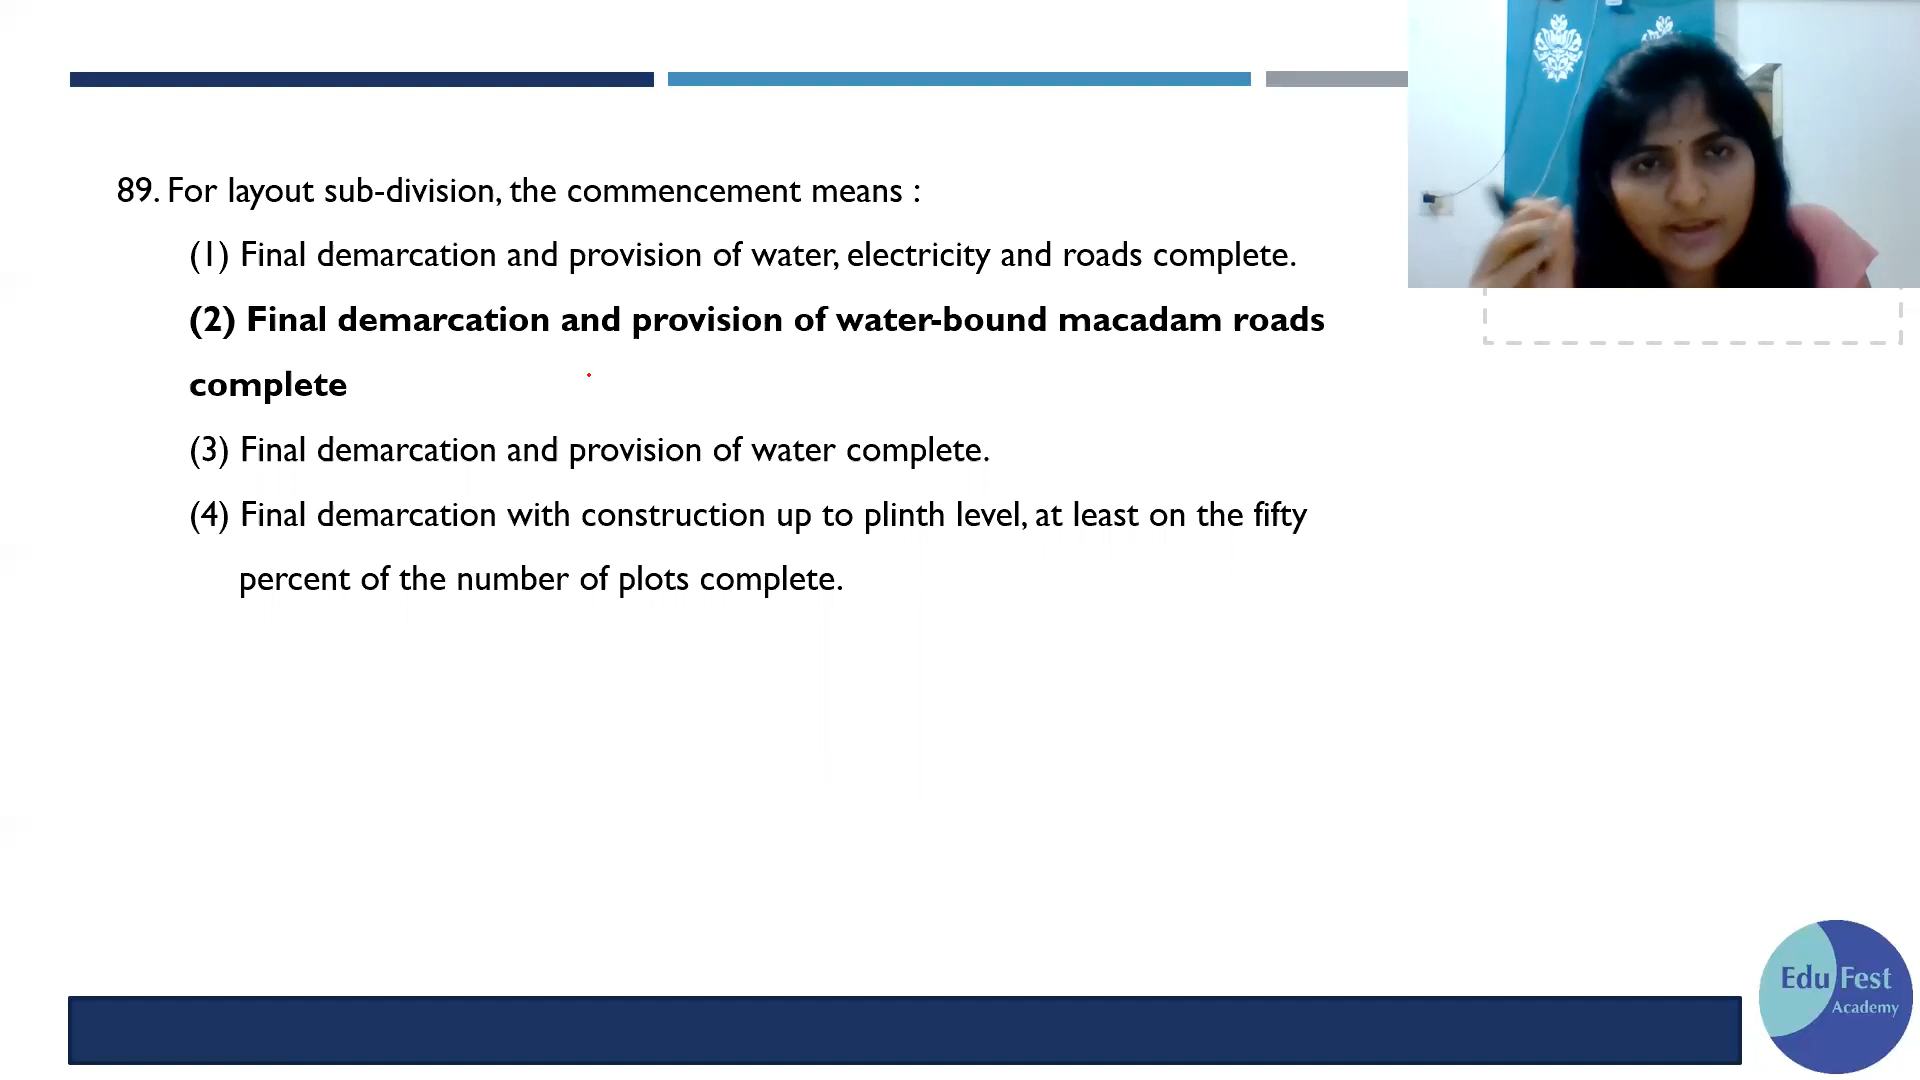 89. For layout sub-division, the commencement means :
(1) Final demarcation and provision of water, electricity and roads complete.
(2) Final demarcation and provision of water-bound macadam roads
complete
(3) Final demarcation and provision of water complete.
(4) Final demarcation with construction up to plinth level, at least on the fifty
percent of the number of plots complete.
Edu Fest
Academy